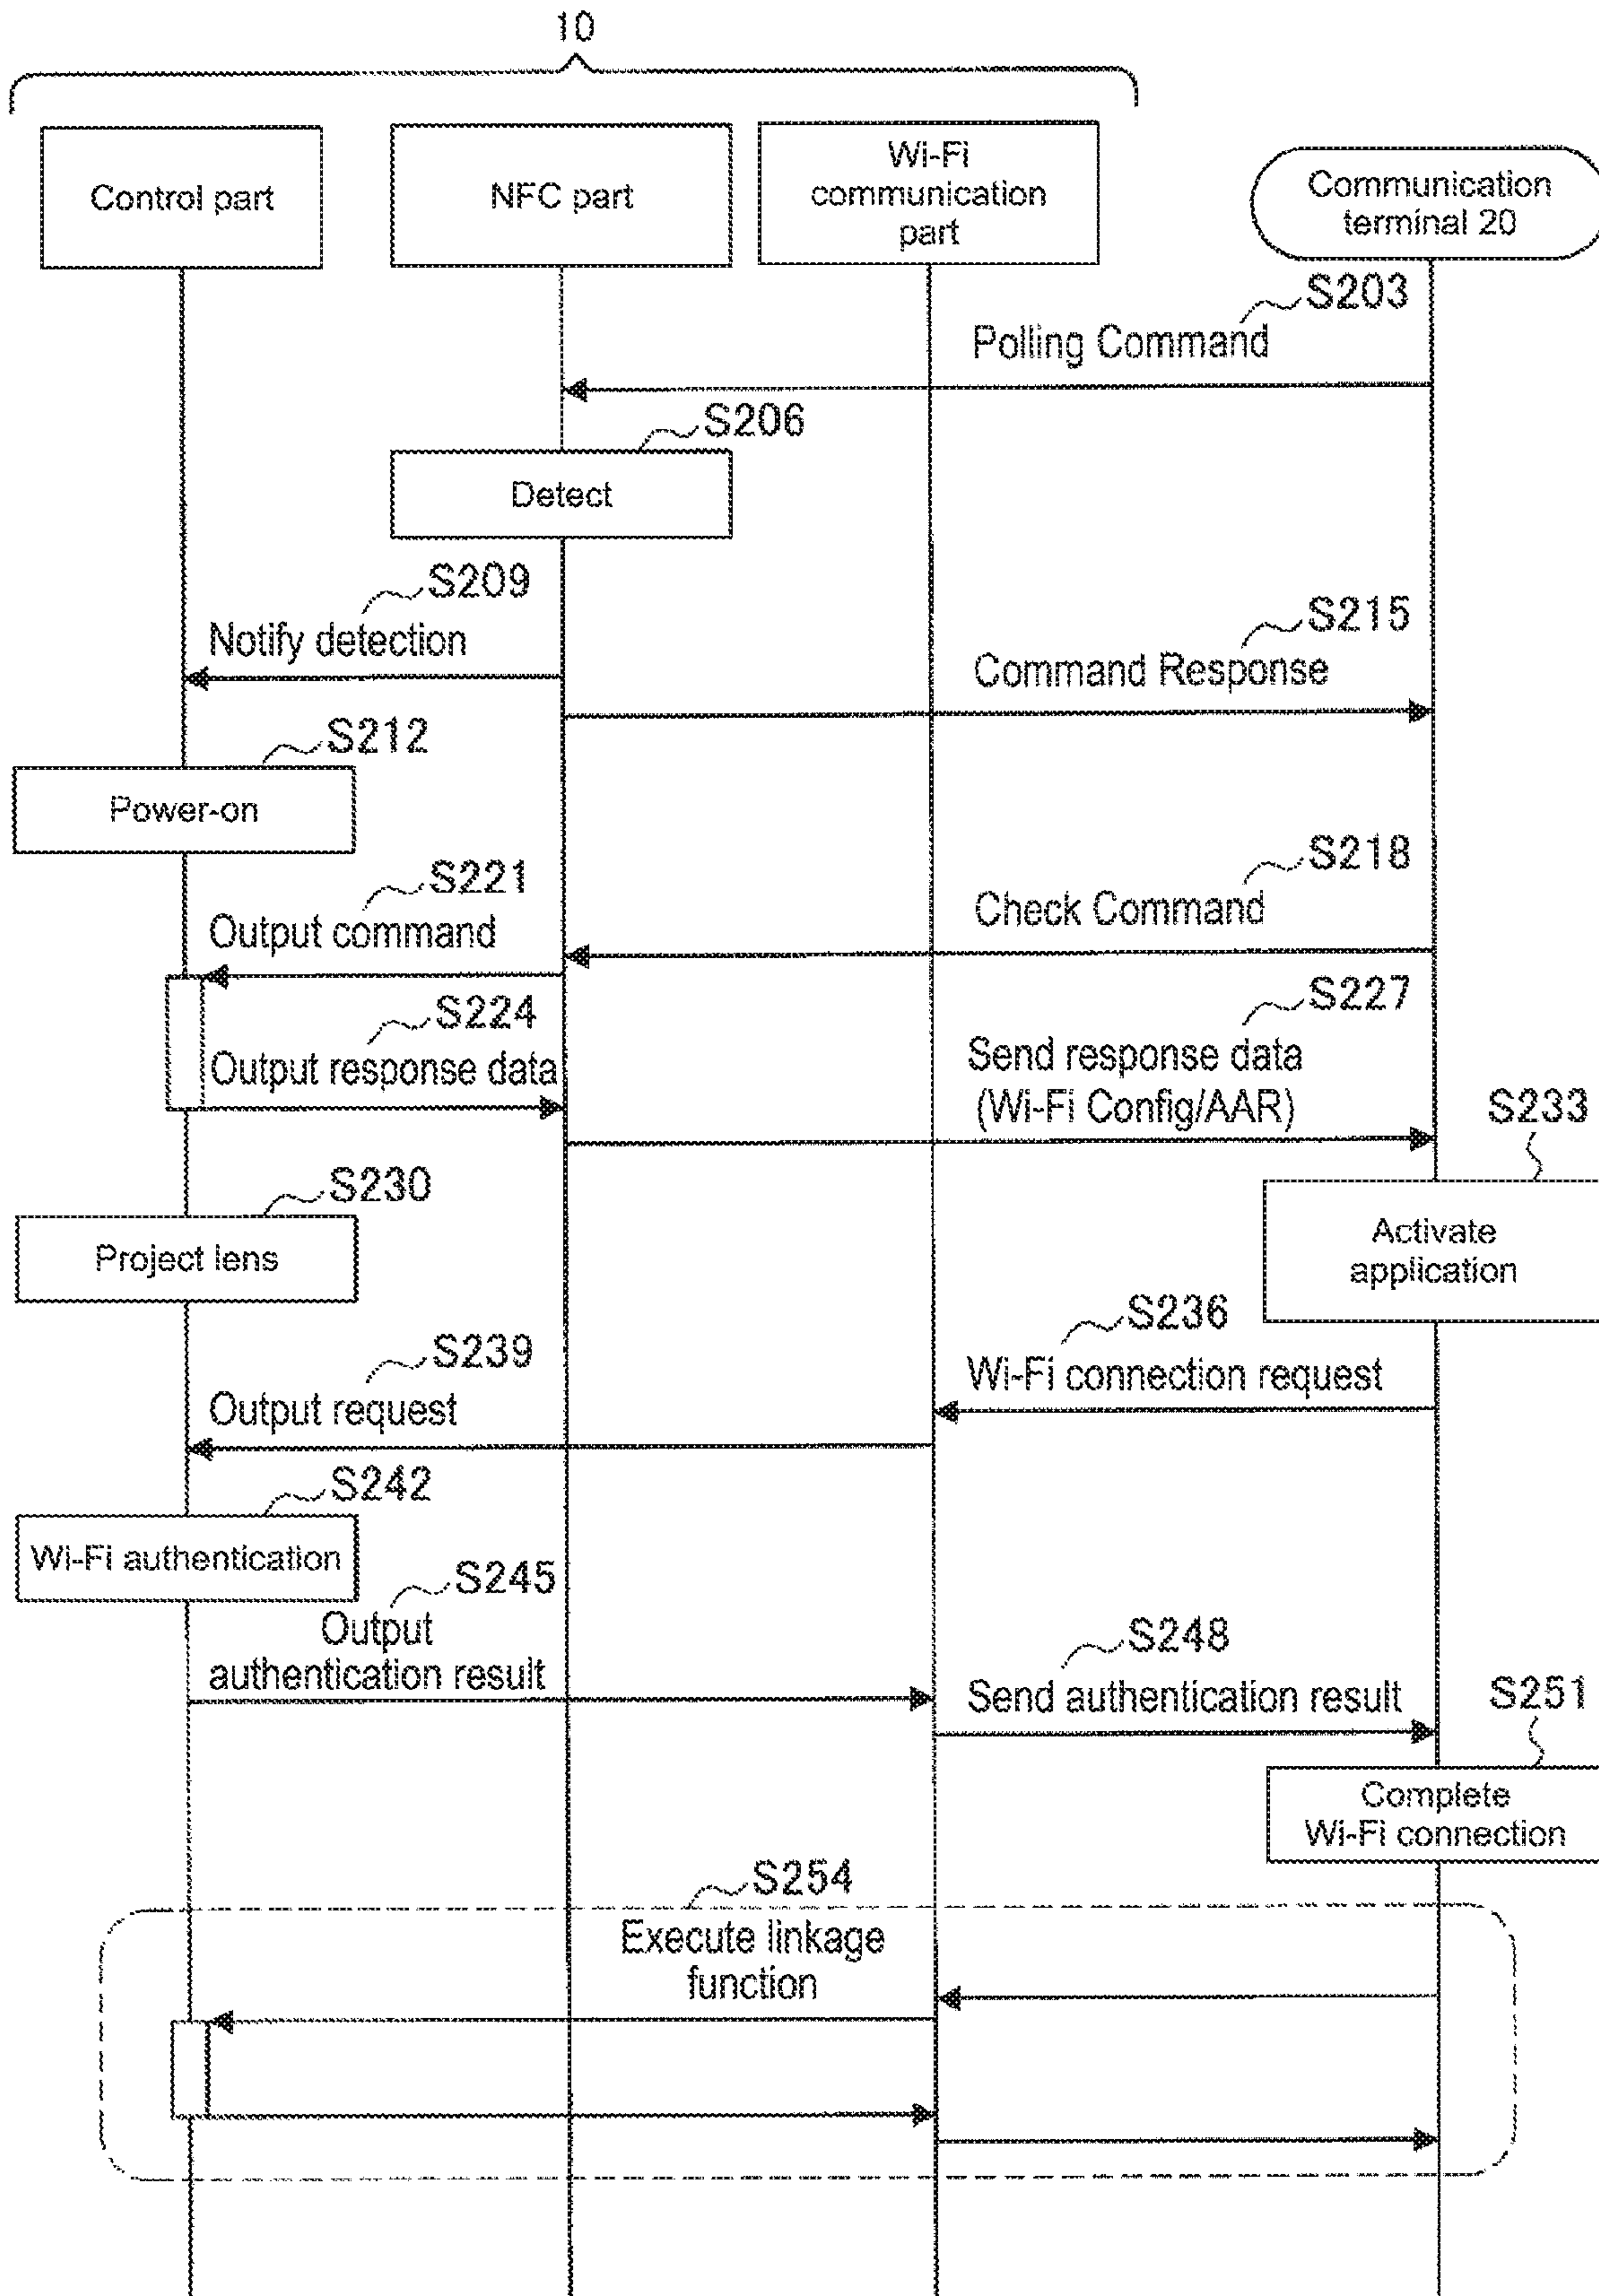 10
Control part
NFC part
Wi-Fi
communication
part
Communication
terminal 20
S203
Polling Command
S206
Detect
S209
Notify detection
S215
Command Response
S212
Power-on
S218
Check Command
S221
Output command
S224
Output response data
S227
Send response data
(Wi-Fi Config/AAR)
S233
Activate
application
S230
Project lens
S236
Wi-Fi connection request
S239
Output request
S242
Wi-Fi authentication
S245
Output
authentication result
S248
Send authentication result
S251
Complete
Wi-Fi connection
S254
Execute linkage
function